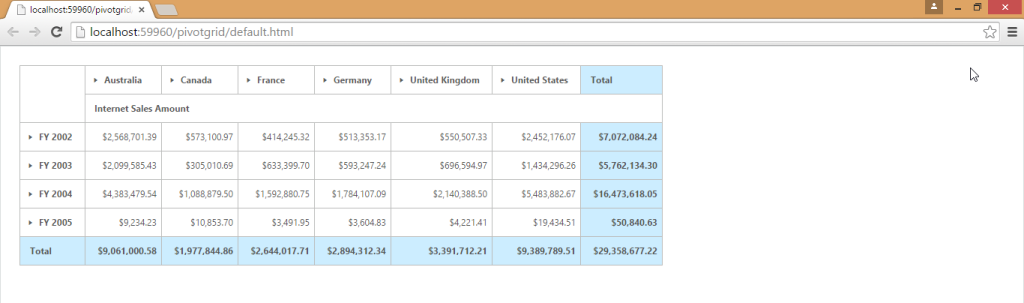 localhost:59960/pivotgrid.
localhost:59960/pivotgrid/default.html
Australia Canada France Germany United Kingdom United States Total
Internet Sales Amount
FY 2002 $2,568,701.39 $573,100.97 $414,245.32 $513,353.17 $550,507.33 $2,452,176.07 $7,072,084.24
FY 2003 $2,099,585.43 $305,010.69 $633,399.70 $593,247.24 $696,594.97 $1,434,296.26 $5,762,134.30
FY 2004 $4,383,479.54 $1,088,879.50 $1,592,880.75 $1,784,107.09 $2,140,388.50 $5,483,882.67 $16,473,618.05
FY 2005 $9,234.23 $10,853.70 $3,491.95 $3,604.83 $4,221.41 $19,434.51 $50,840.63
Total $9,061,000.58 $1,977,844.86 $2,644,017.71 $2,894,312.34 $3,391,712.21 $9,389,789.51 $29,358,677.22